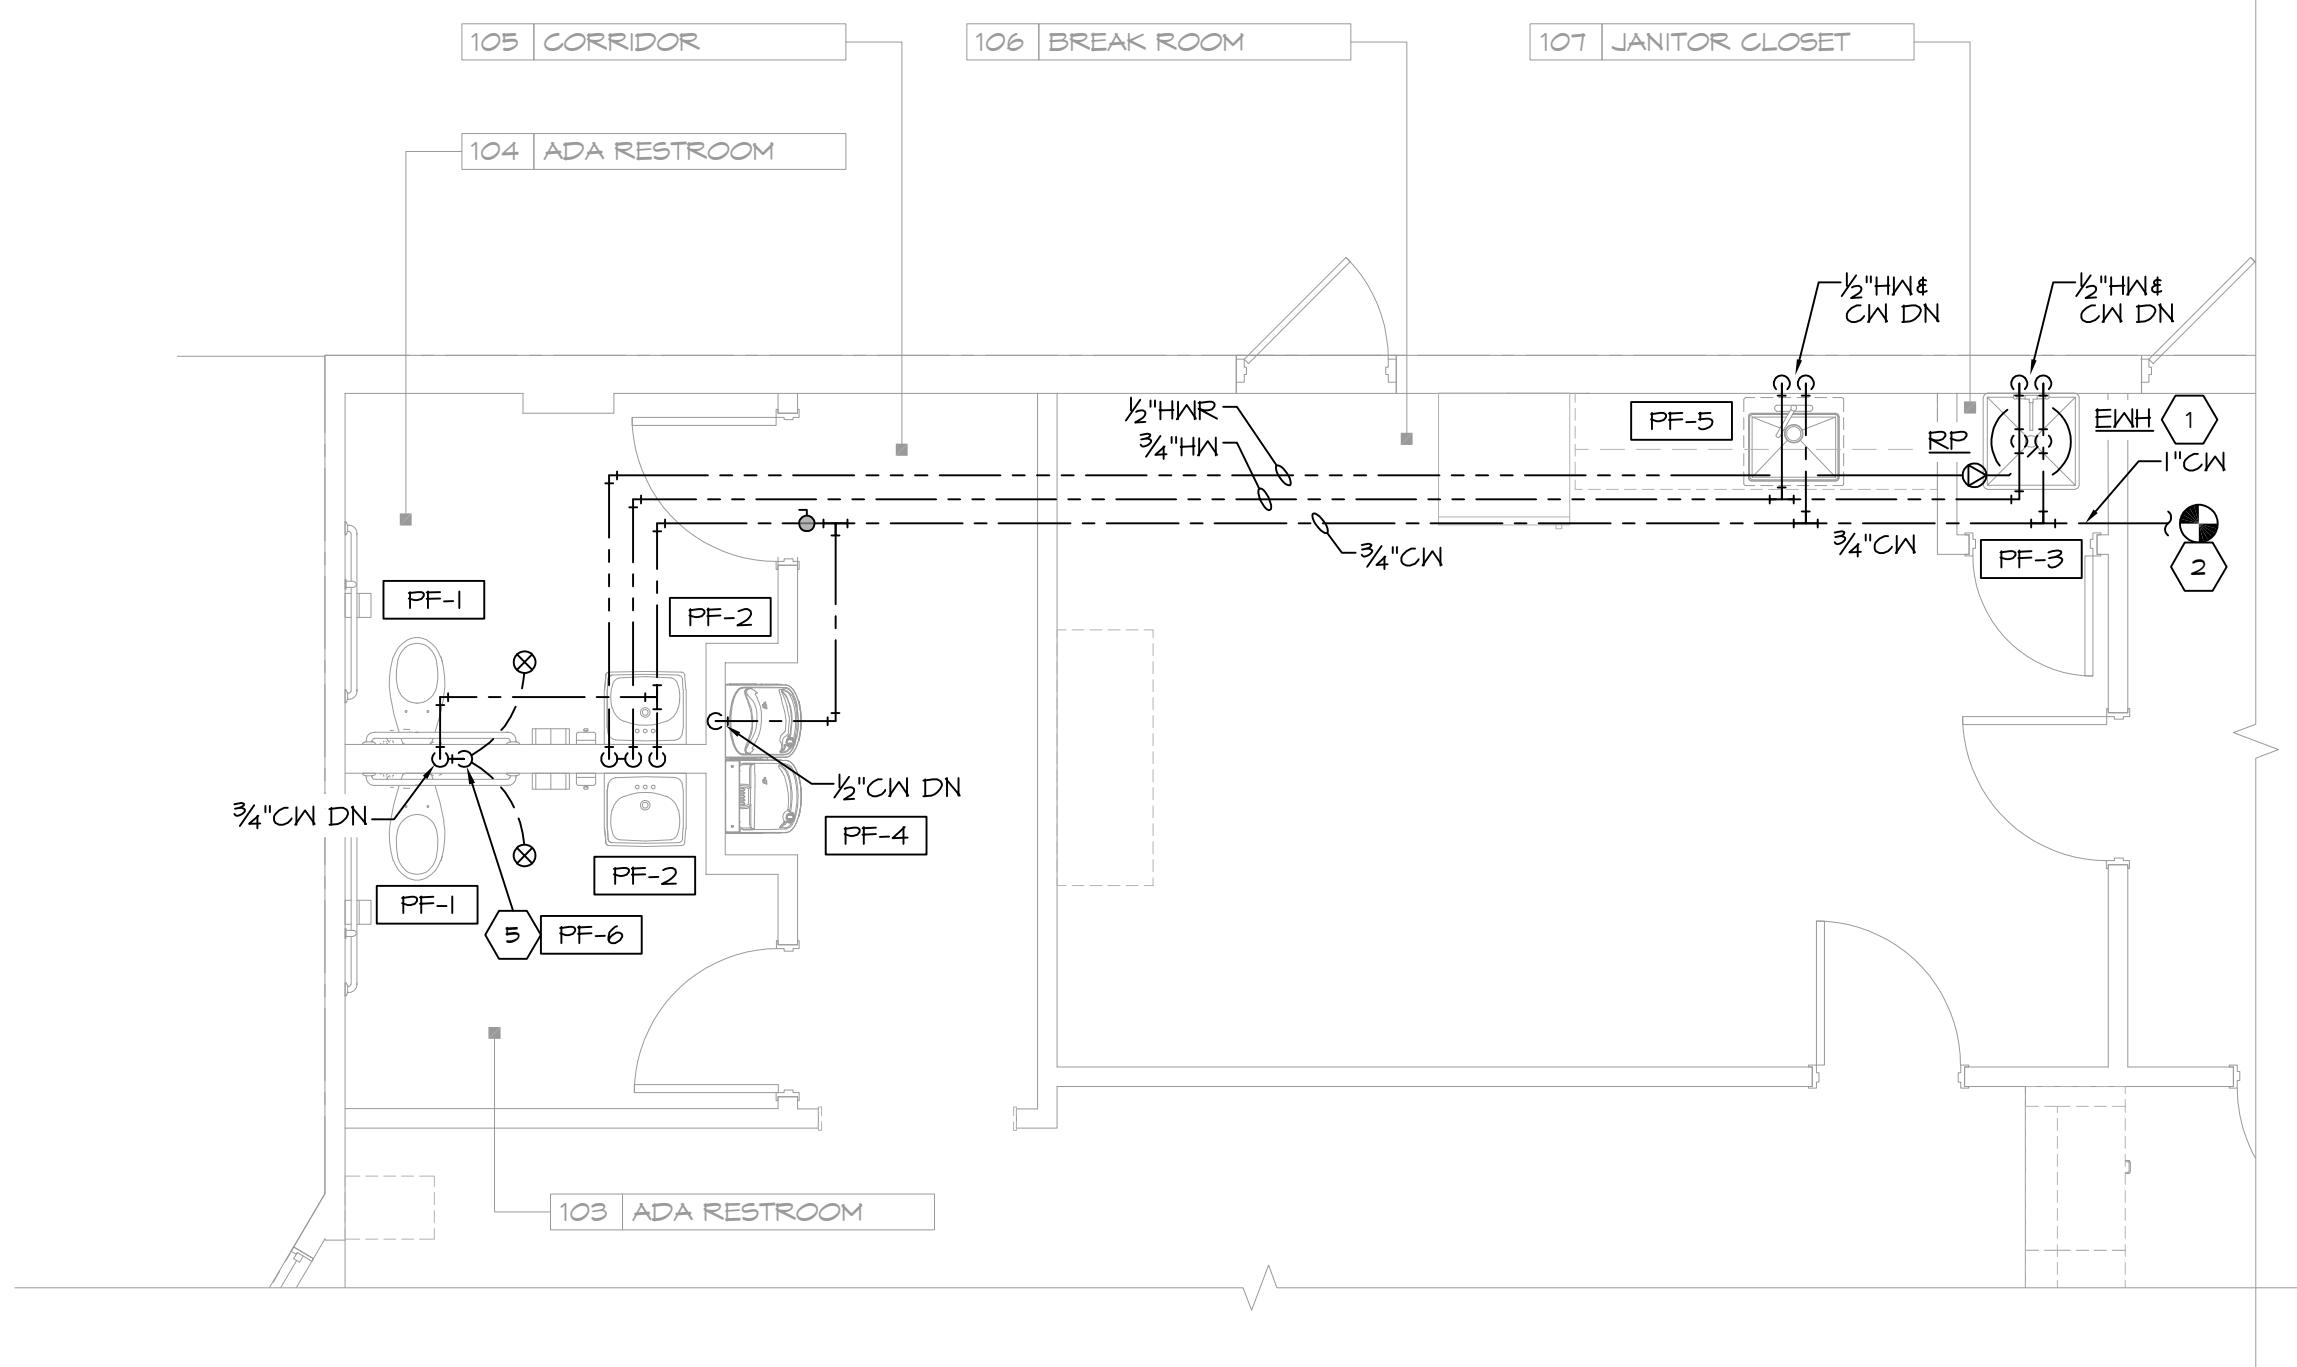 105 CORRIDOR
106 BREAK ROOM
107 JANITOR CLOSET
104 ADA RESTROOM
½"HW&
CW DN
½"HW&
CW DN
½"HWR
¾"HW
PF-5
RP
EWH
1
1"CW
¾"CW
¾"CW
PF-3
2
PF-1
PF-2
½"CW DN
¾"CW DN
PF-4
PF-2
PF-1
5
PF-6
103 ADA RESTROOM